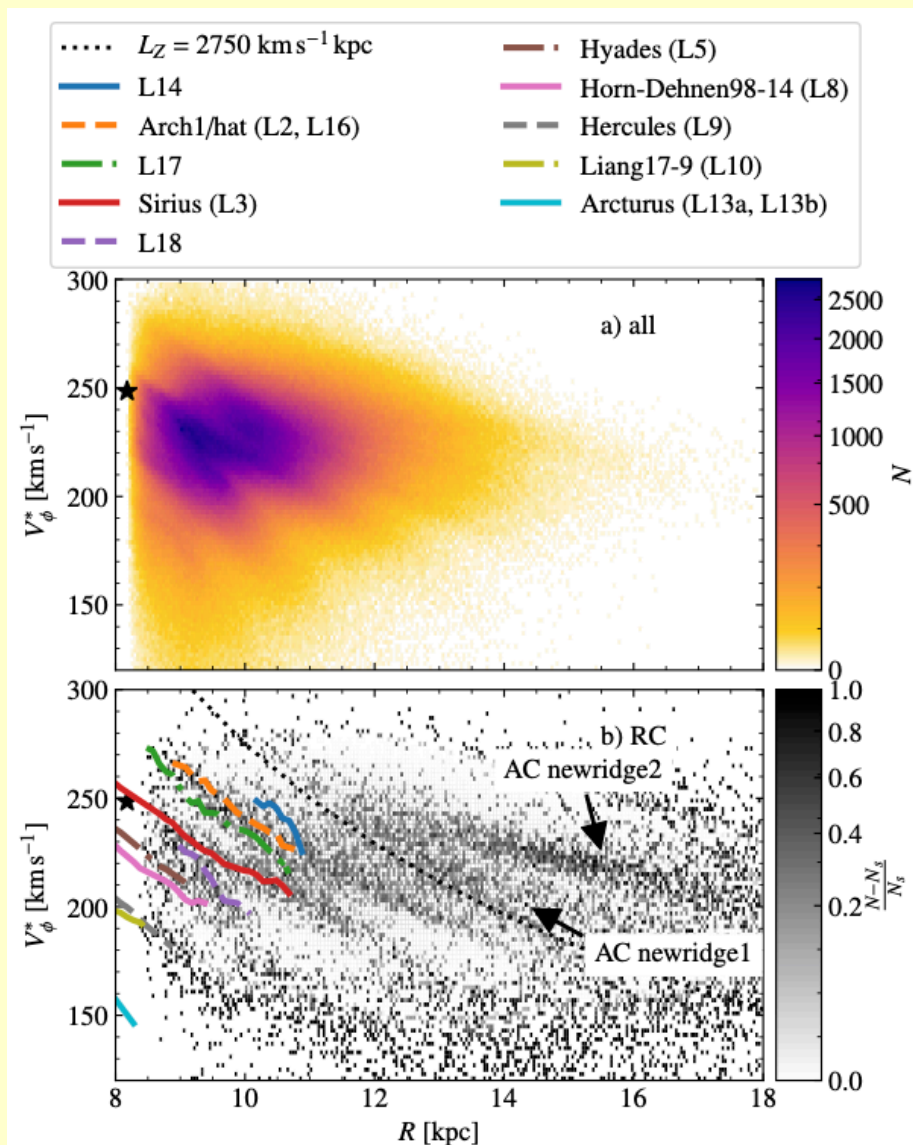 L_Z = 2750 km s⁻¹ kpc
L14
Arch1/hat (L2, L16)
L17
Sirius (L3)
L18
Hyades (L5)
Horn-Dehnen98-14 (L8)
Hercules (L9)
Liang17-9 (L10)
Arcturus (L13a, L13b)
300
250
200
150
V*_ϕ [km s⁻¹]
a) all
2500
2000
1500
1000
500
0
N
300
250
200
150
V*_ϕ [km s⁻¹]
b) RC
AC newridge2
AC newridge1
1.0
0.8
0.6
0.4
0.2
0.0
N−N_s
N_s
8
10
12
14
16
18
R [kpc]